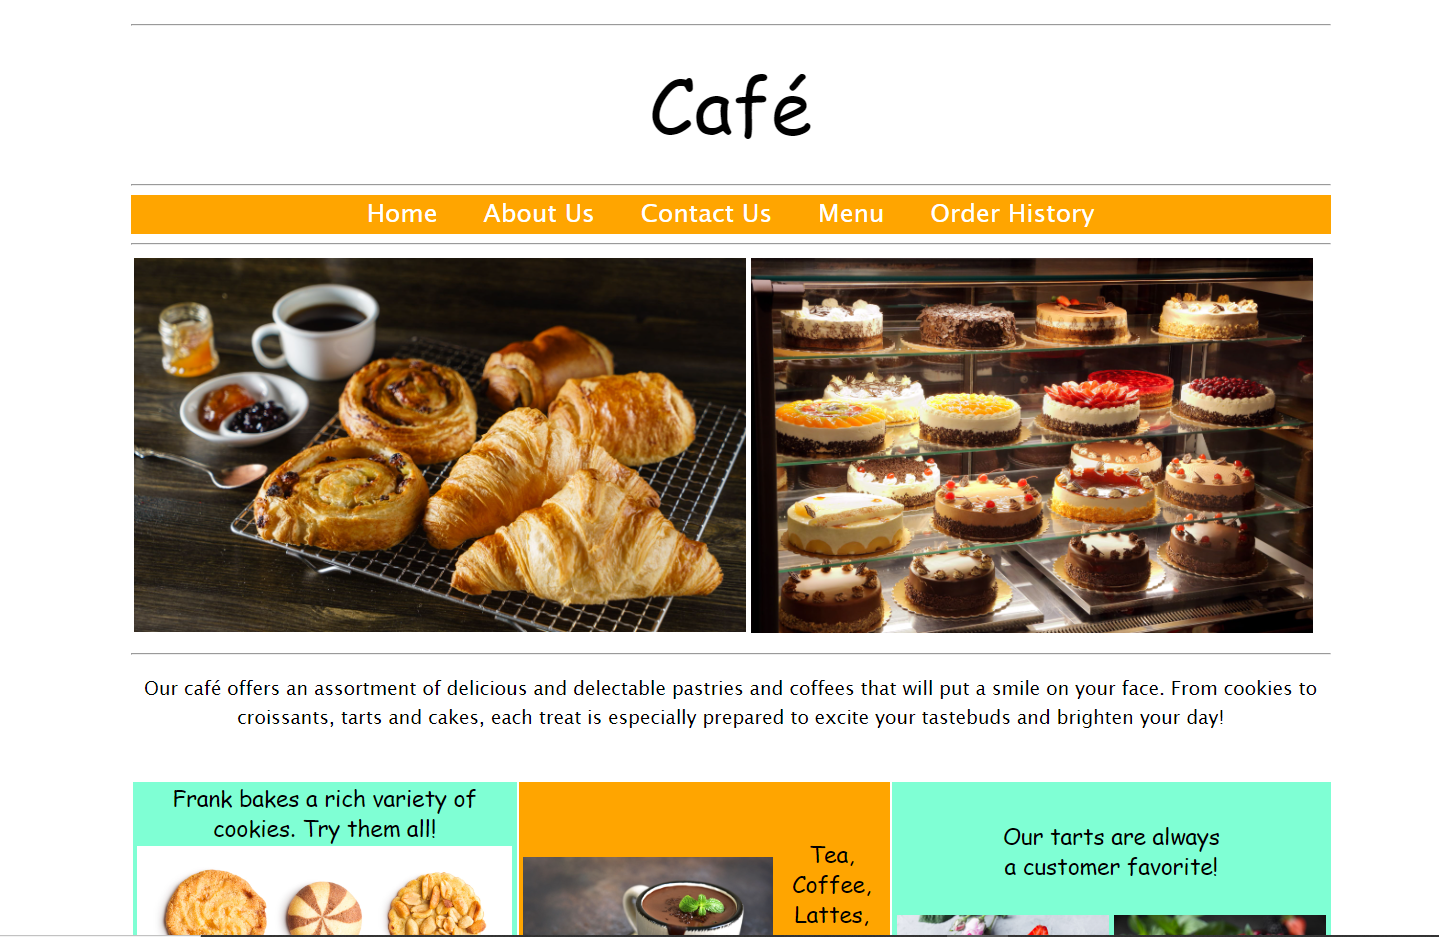 Café
Home About Us Contact Us Menu Order History
Our café offers an assortment of delicious and delectable pastries and coffees that will put a smile on your face. From cookies to
croissants, tarts and cakes, each treat is especially prepared to excite your tastebuds and brighten your day!
Frank bakes a rich variety of
cookies. Try them all!
Tea,
Coffee,
Lattes,
Our tarts are always
a customer favorite!